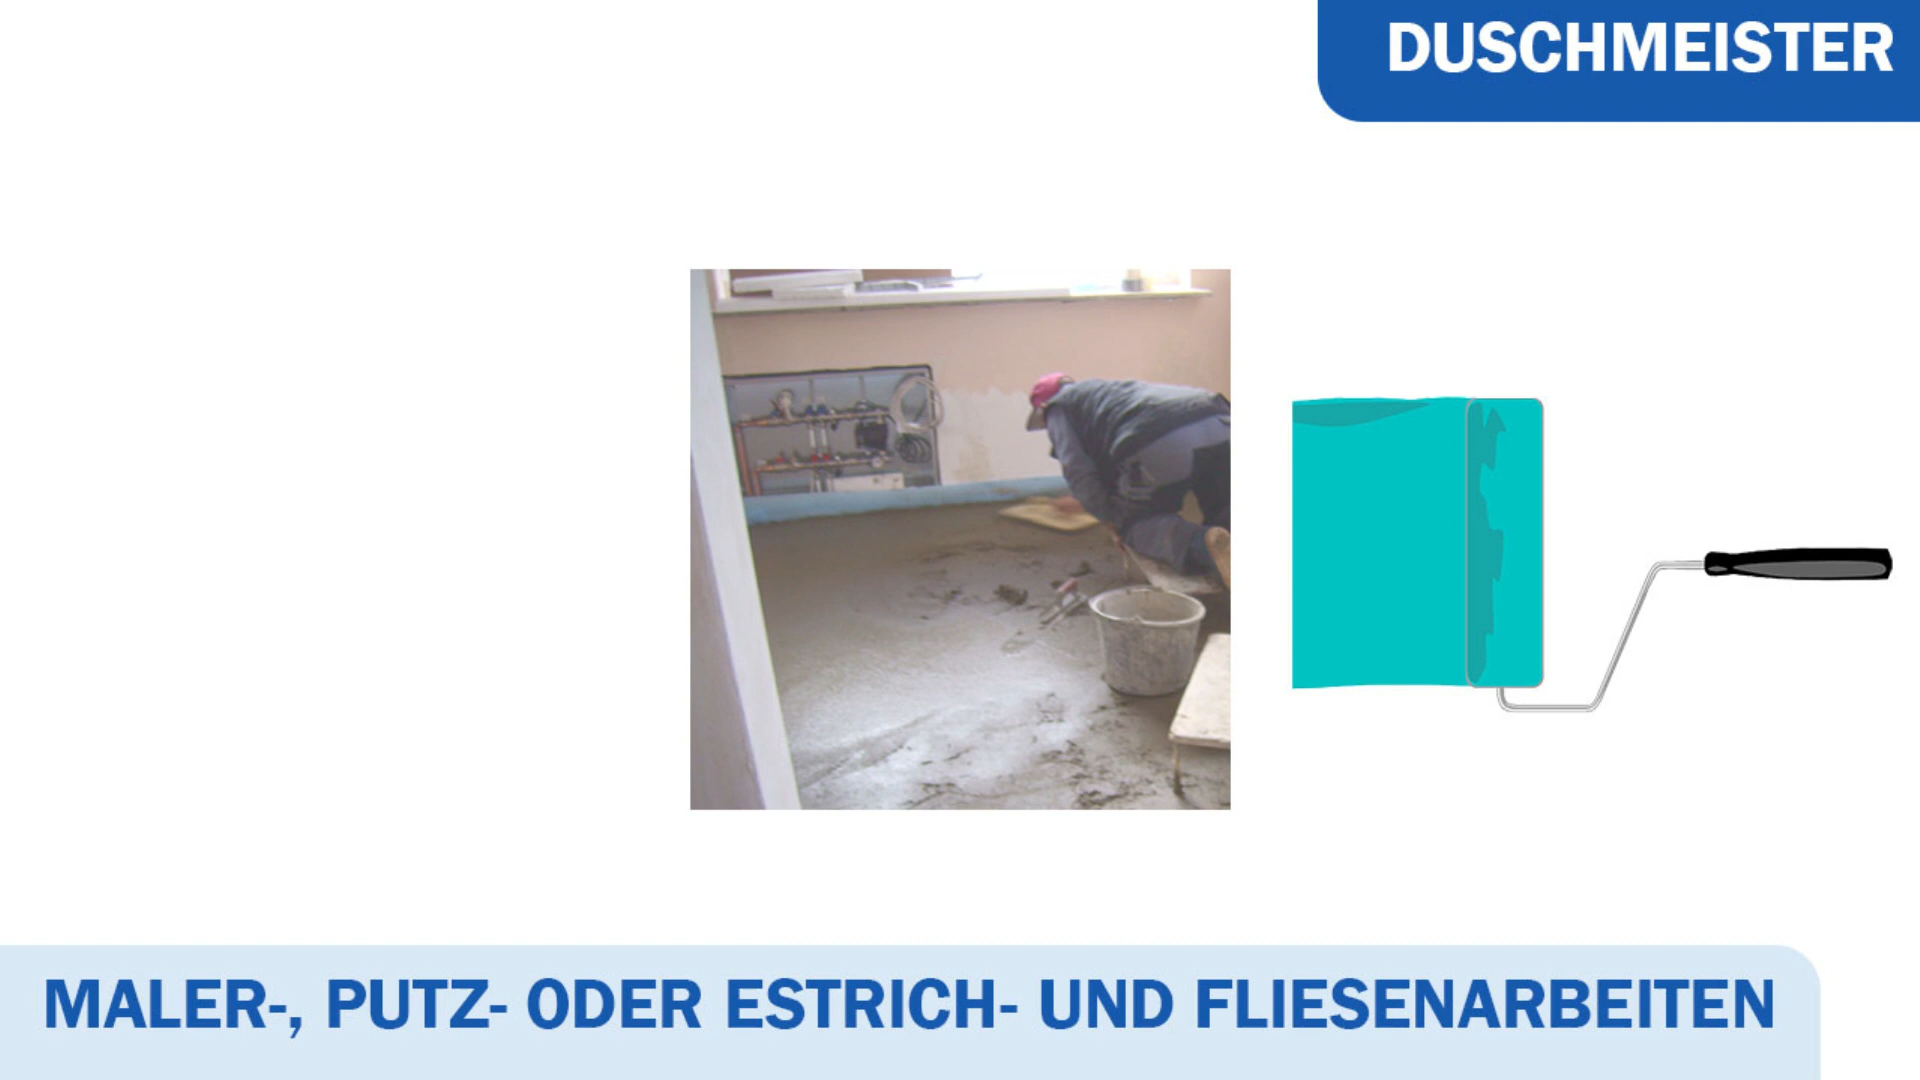 DUSCHMEISTER
MALER-, PUTZ- ODER ESTRICH- UND FLIESENARBEITEN